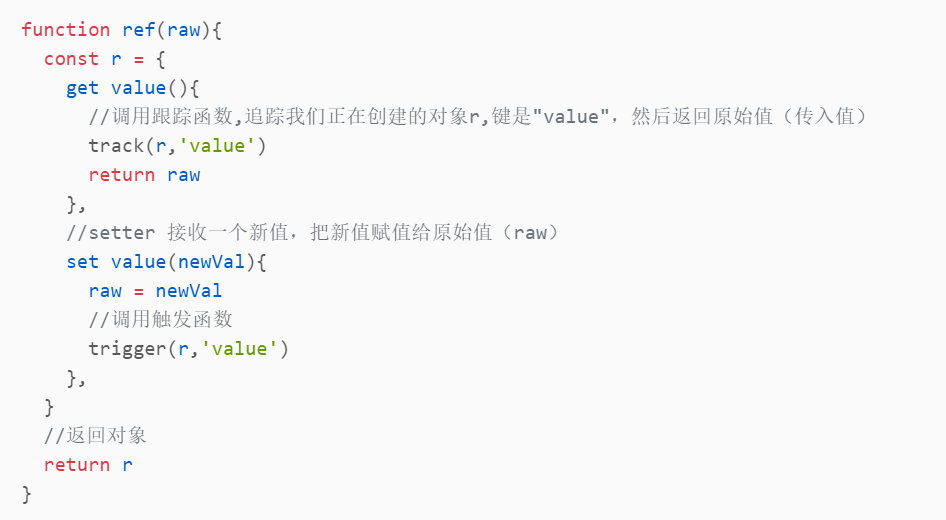 function ref(raw){
  const r = {
    get value(){
      //调用跟踪函数,追踪我们正在创建的对象r,键是"value"，然后返回原始值（传入值）
      track(r,'value')
      return raw
    },
    //setter 接收一个新值，把新值赋值给原始值（raw）
    set value(newVal){
      raw = newVal
      //调用触发函数
      trigger(r,'value')
    },
  }
  //返回对象
  return r
}